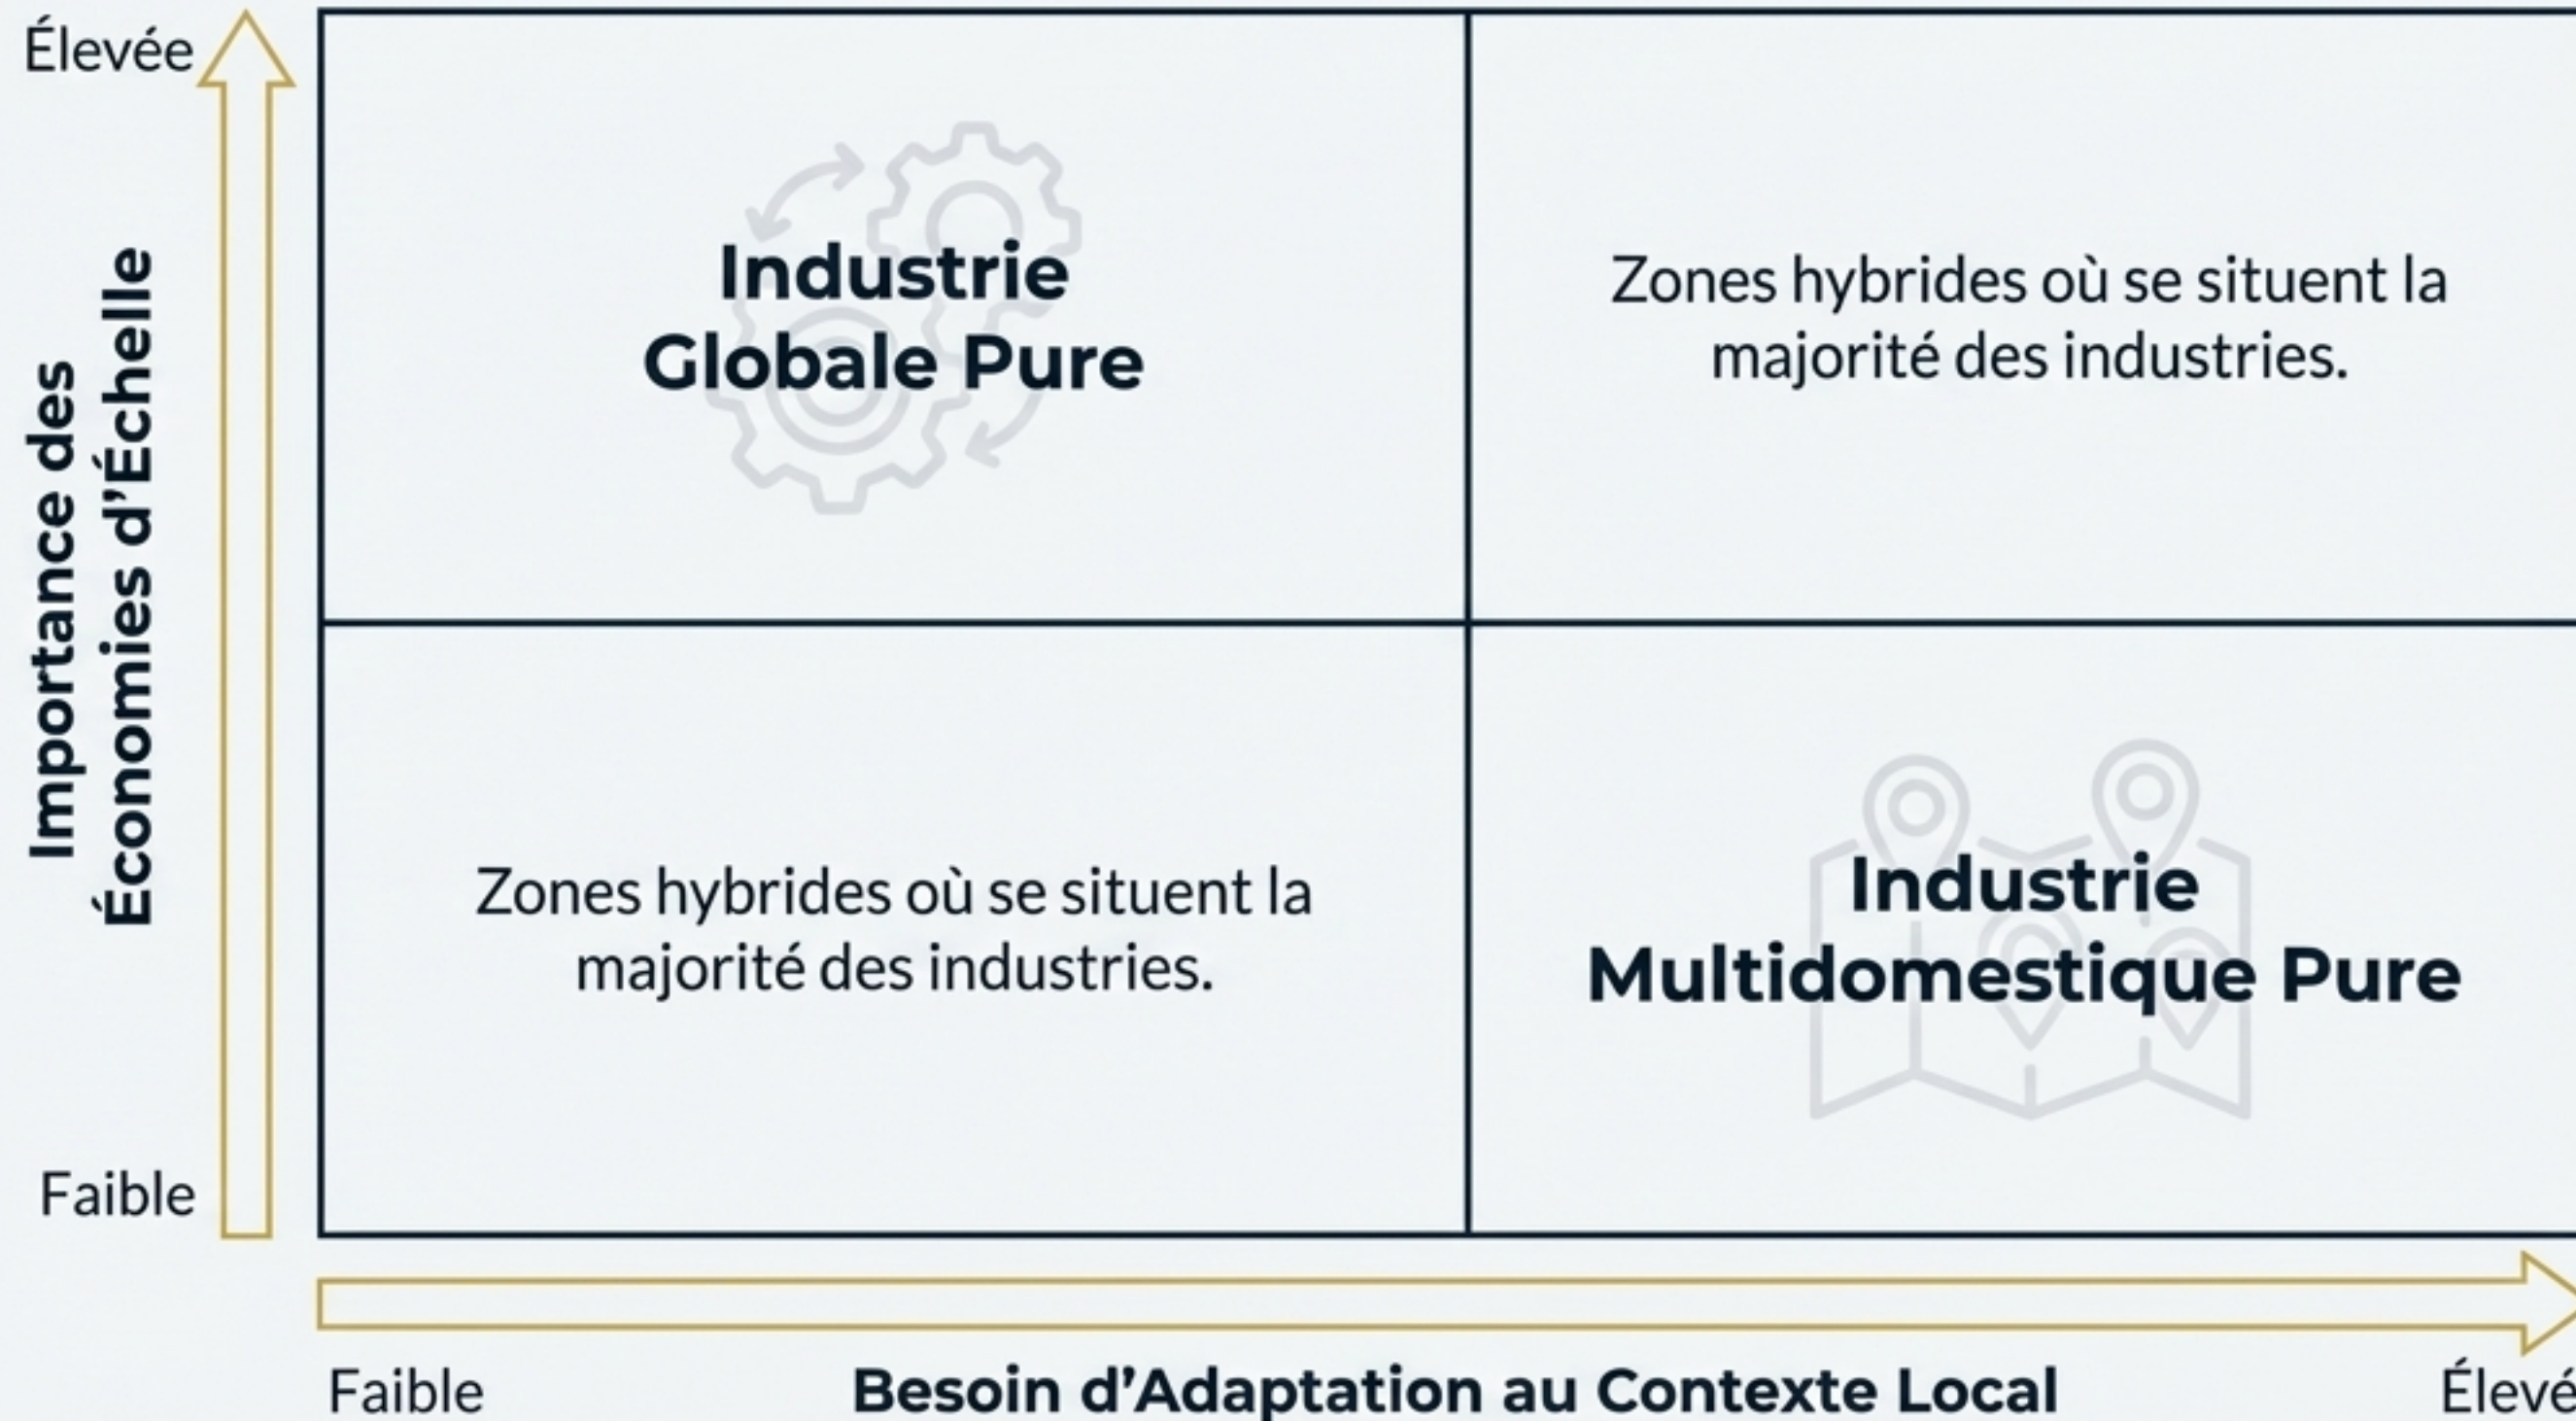 Élevée
Importance des
Économies d’Échelle
Faible
Industrie
Globale Pure
Zones hybrides où se situent la
majorité des industries.
Zones hybrides où se situent la
majorité des industries.
Industrie
Multidomestique Pure
Faible
Besoin d’Adaptation au Contexte Local
Élevé